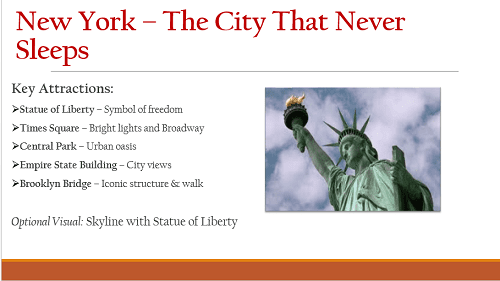 New York – The City That Never
Sleeps
Key Attractions:
➢Statue of Liberty – Symbol of freedom
➢Times Square – Bright lights and Broadway
➢Central Park – Urban oasis
➢Empire State Building – City views
➢Brooklyn Bridge – Iconic structure & walk
Optional Visual: Skyline with Statue of Liberty